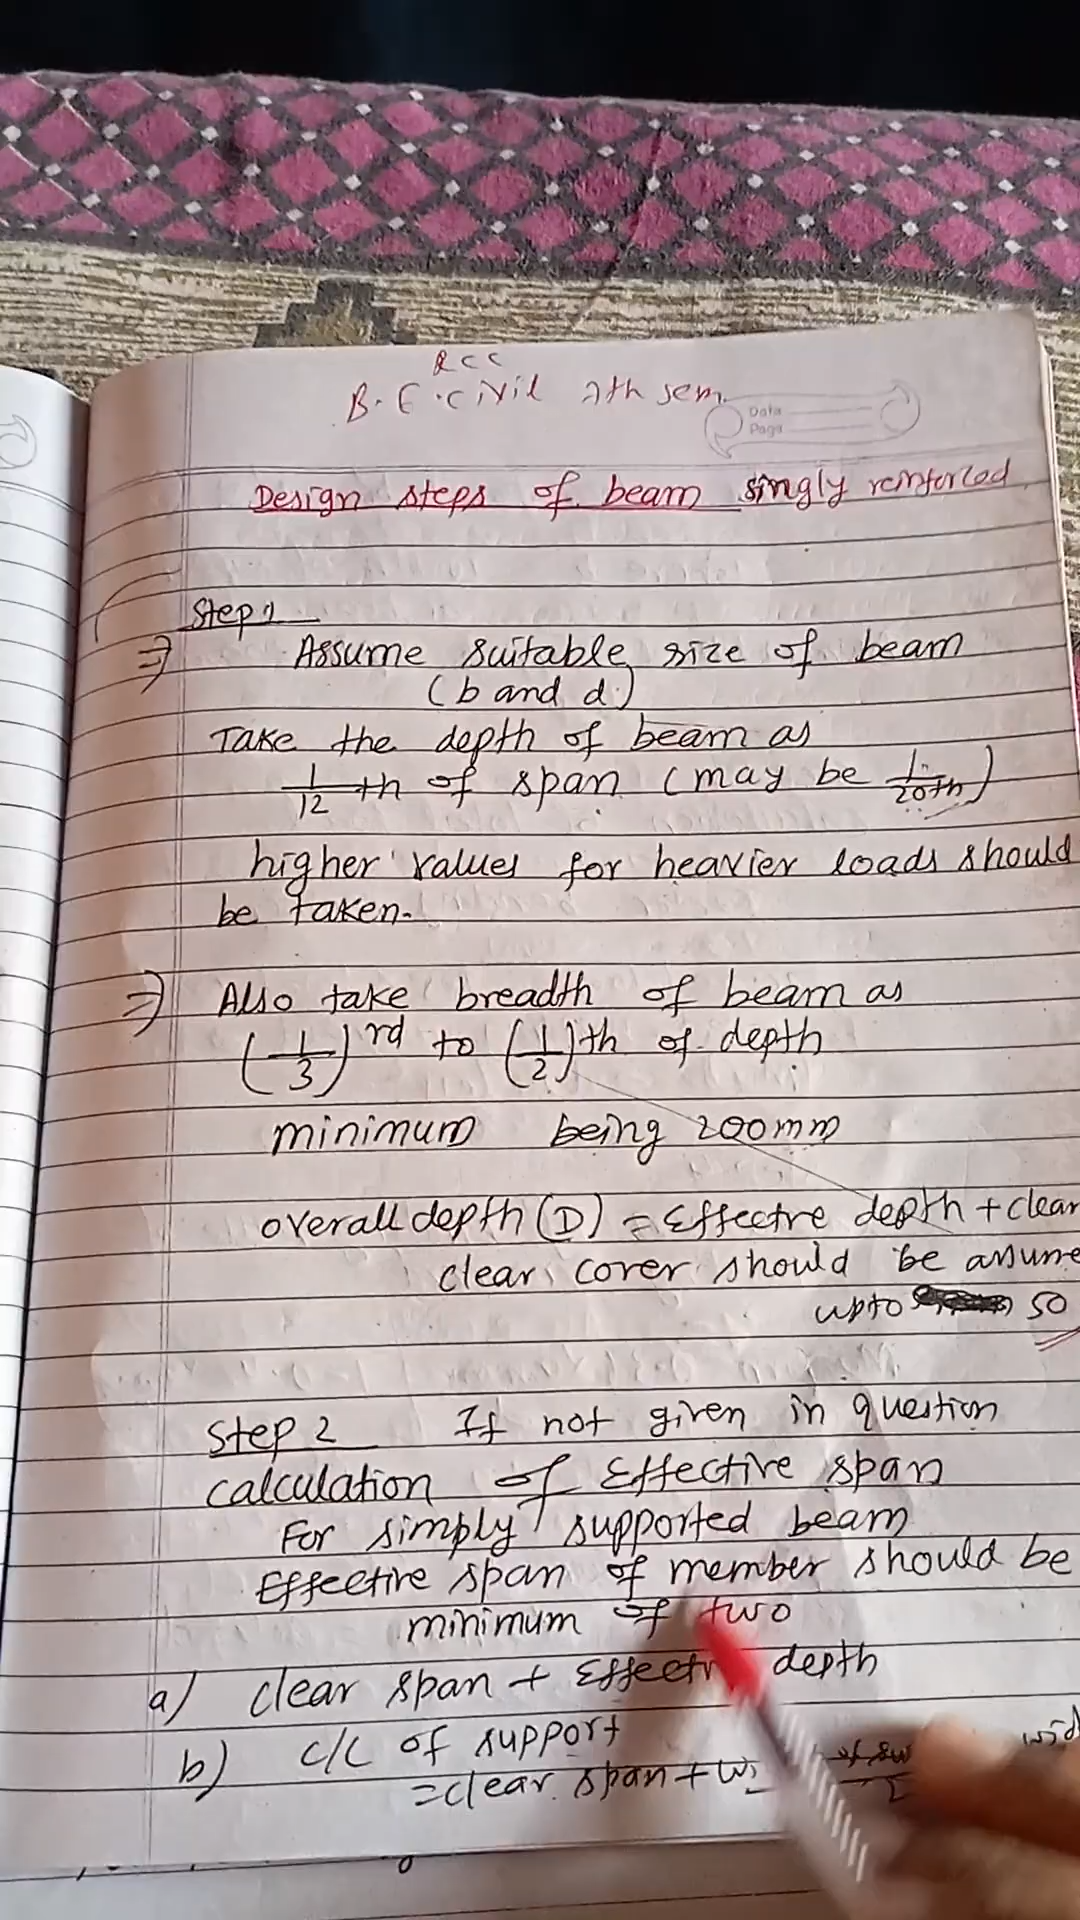 RCC
B.E. civil 7th sem.
Data
Page
Design steps of beam singly reinforced
Step 1
⇒ Assume suitable size of beam
(b and d)
Take the depth of beam as
1/12 th of span (may be 1/20th)
higher values for heavier loads should
be taken.
⇒ Also take breadth of beam as
(1/3)rd to (1/2)th of depth
minimum being 200mm
overall depth (D) = Effective depth + clear
clear cover should be assume
upto 50
Step 2 If not given in question
calculation of Effective span
For simply supported beam
Effective span of member should be
minimum of two
a) clear span + depth
b) c/c of support
= clear span +